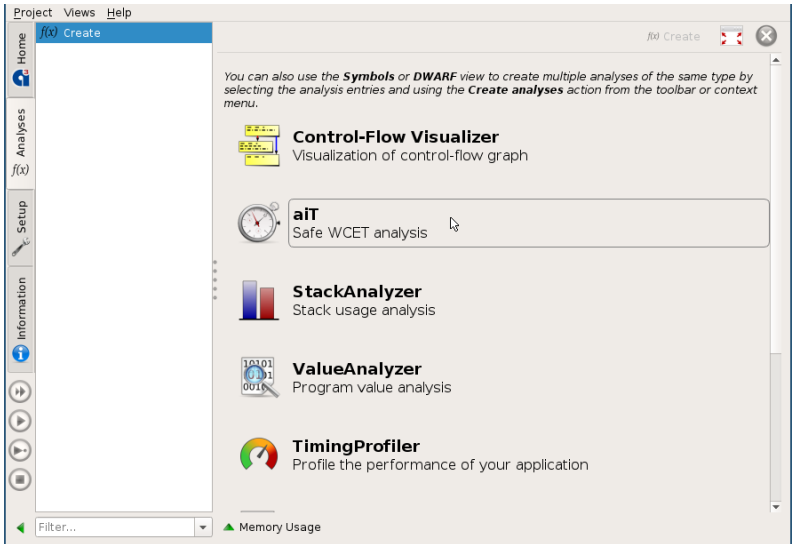 Project Views Help
f(x) Create
f(x) Create
Home
Analyses
f(x)
Setup
Information
You can also use the Symbols or DWARF view to create multiple analyses of the same type by
selecting the analysis entries and using the Create analyses action from the toolbar or context
menu.
Control-Flow Visualizer
Visualization of control-flow graph
aiT
Safe WCET analysis
StackAnalyzer
Stack usage analysis
ValueAnalyzer
Program value analysis
TimingProfiler
Profile the performance of your application
Filter...
Memory Usage